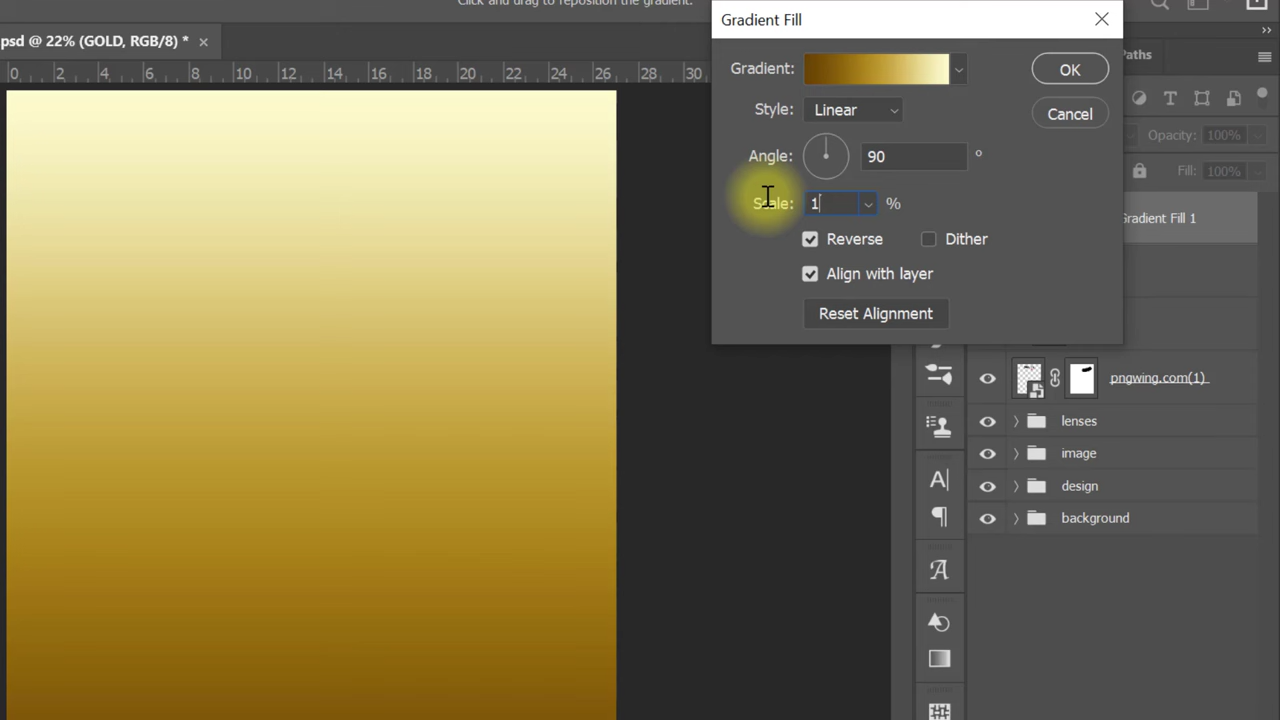 Click and drag to reposition the gradient.
Gradient Fill
psd @ 22% (GOLD, RGB/8) *
0 2 4 6 8 10 12 14 16 18 20 22 24 26 28 30
Gradient:
OK
Paths
Style: Linear
Cancel
Opacity: 100%
Angle: 90 °
Fill: 100%
Scale: 1 %
Gradient Fill 1
Reverse Dither
Align with layer
Reset Alignment
pngwing.com(1)
lenses
image
design
background